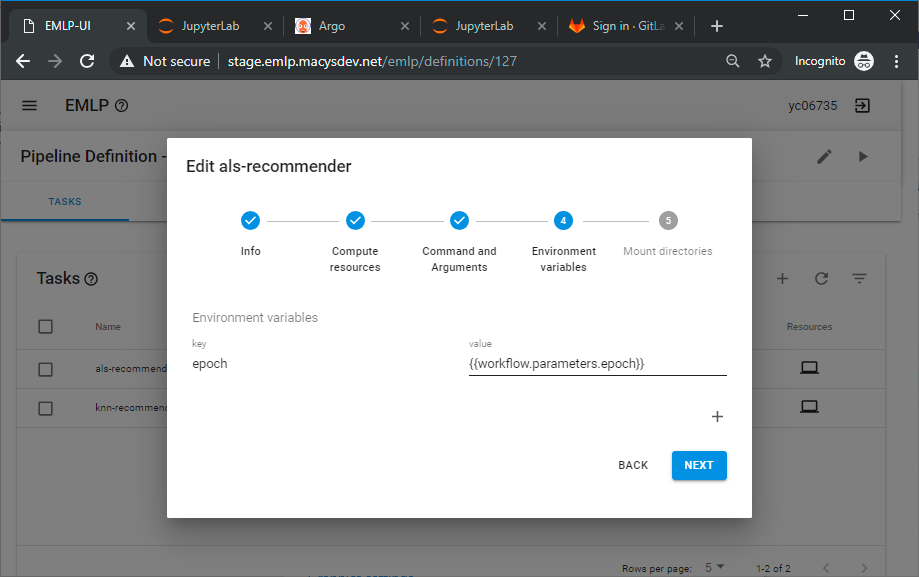 EMLP-UI
JupyterLab
Argo
JupyterLab
Sign in · GitLa
Not secure
stage.emlp.macysdev.net/emlp/definitions/127
Incognito
EMLP
yc06735
Pipeline Definition -
TASKS
Edit als-recommender
4
5
Info
Compute resources
Command and Arguments
Environment variables
Mount directories
Tasks
Name
Resources
als-recommend
knn-recommend
Environment variables
key
value
epoch
{{workflow.parameters.epoch}}
BACK
NEXT
Rows per page:
5
1-2 of 2